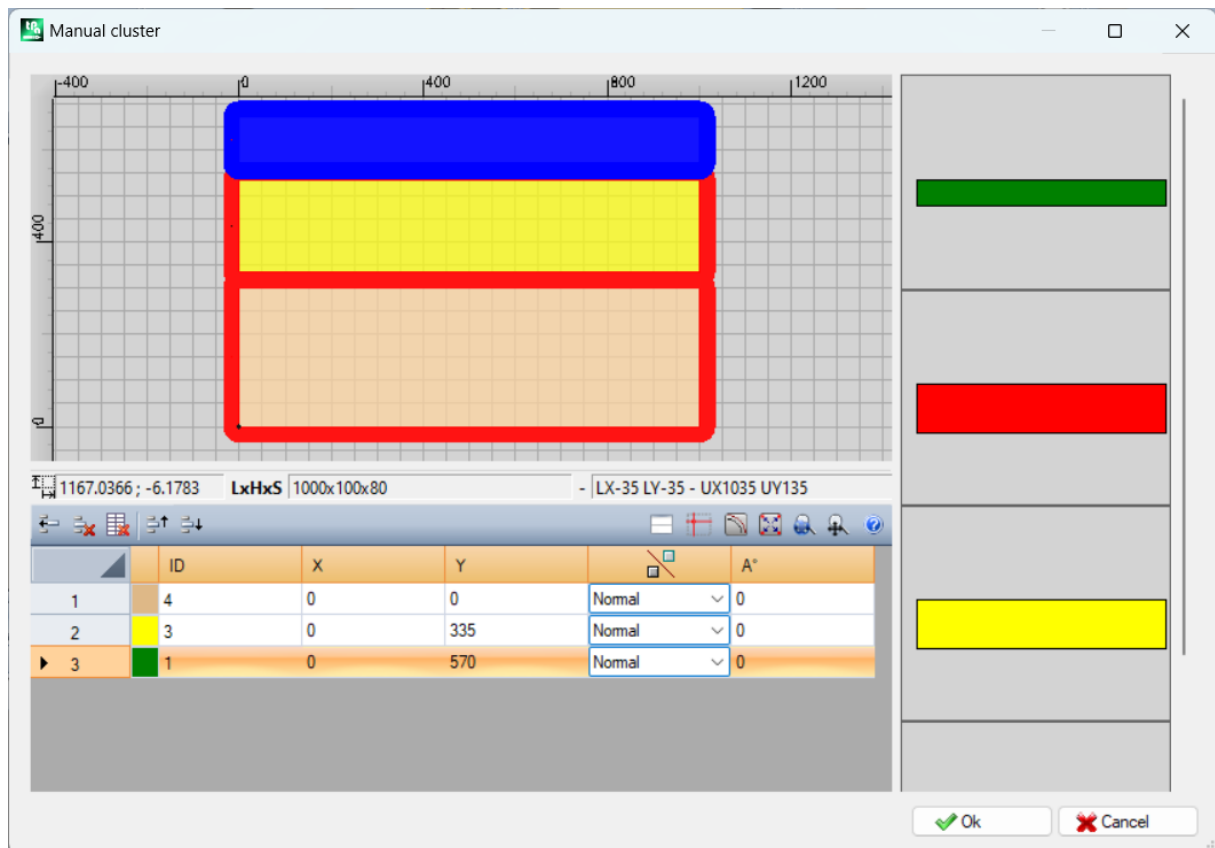 Manual cluster
-400 0 400 800 1200
400
0
1167.0366 ; -6.1783 LxHxS 1000x100x80 - LX-35 LY-35 - UX1035 UY135
ID X Y A°
1 4 0 0 Normal 0
2 3 0 335 Normal 0
3 1 0 570 Normal 0
Ok Cancel